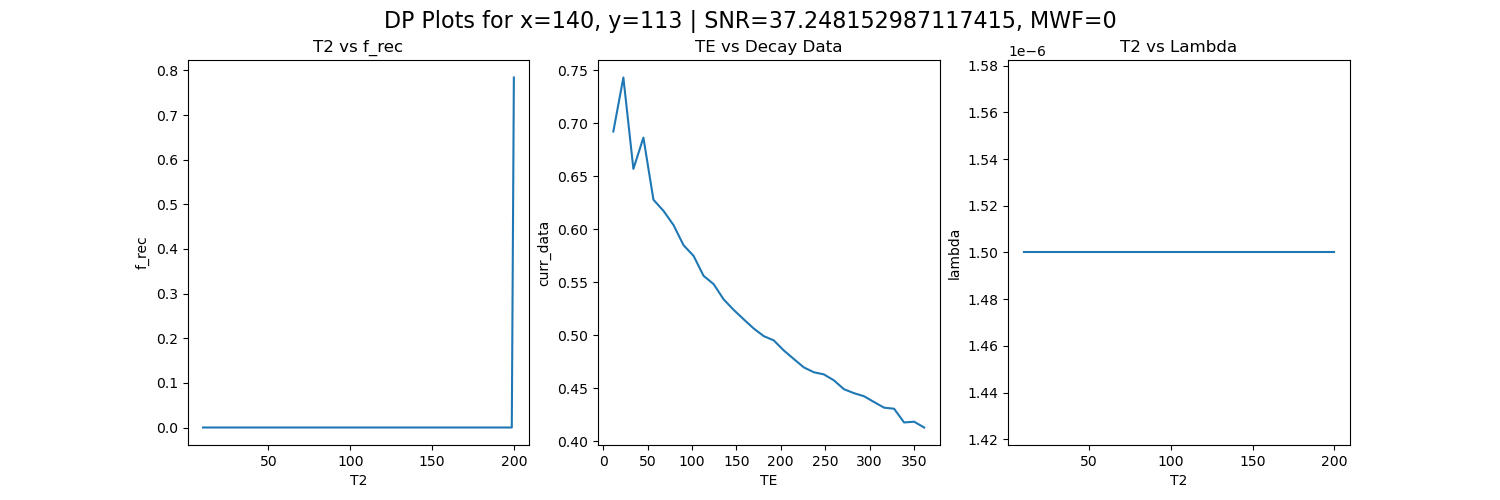 DP Plots for x=140, y=113 | SNR=37.248152987117415, MWF=0
T2 vs f_rec
f_rec
0.8
0.7
0.6
0.5
0.4
0.3
0.2
0.1
0.0
50 100 150 200
T2
TE vs Decay Data
curr_data
0.75
0.70
0.65
0.60
0.55
0.50
0.45
0.40
0 50 100 150 200 250 300 350
TE
T2 vs Lambda
1e−6
lambda
1.58
1.56
1.54
1.52
1.50
1.48
1.46
1.44
1.42
50 100 150 200
T2